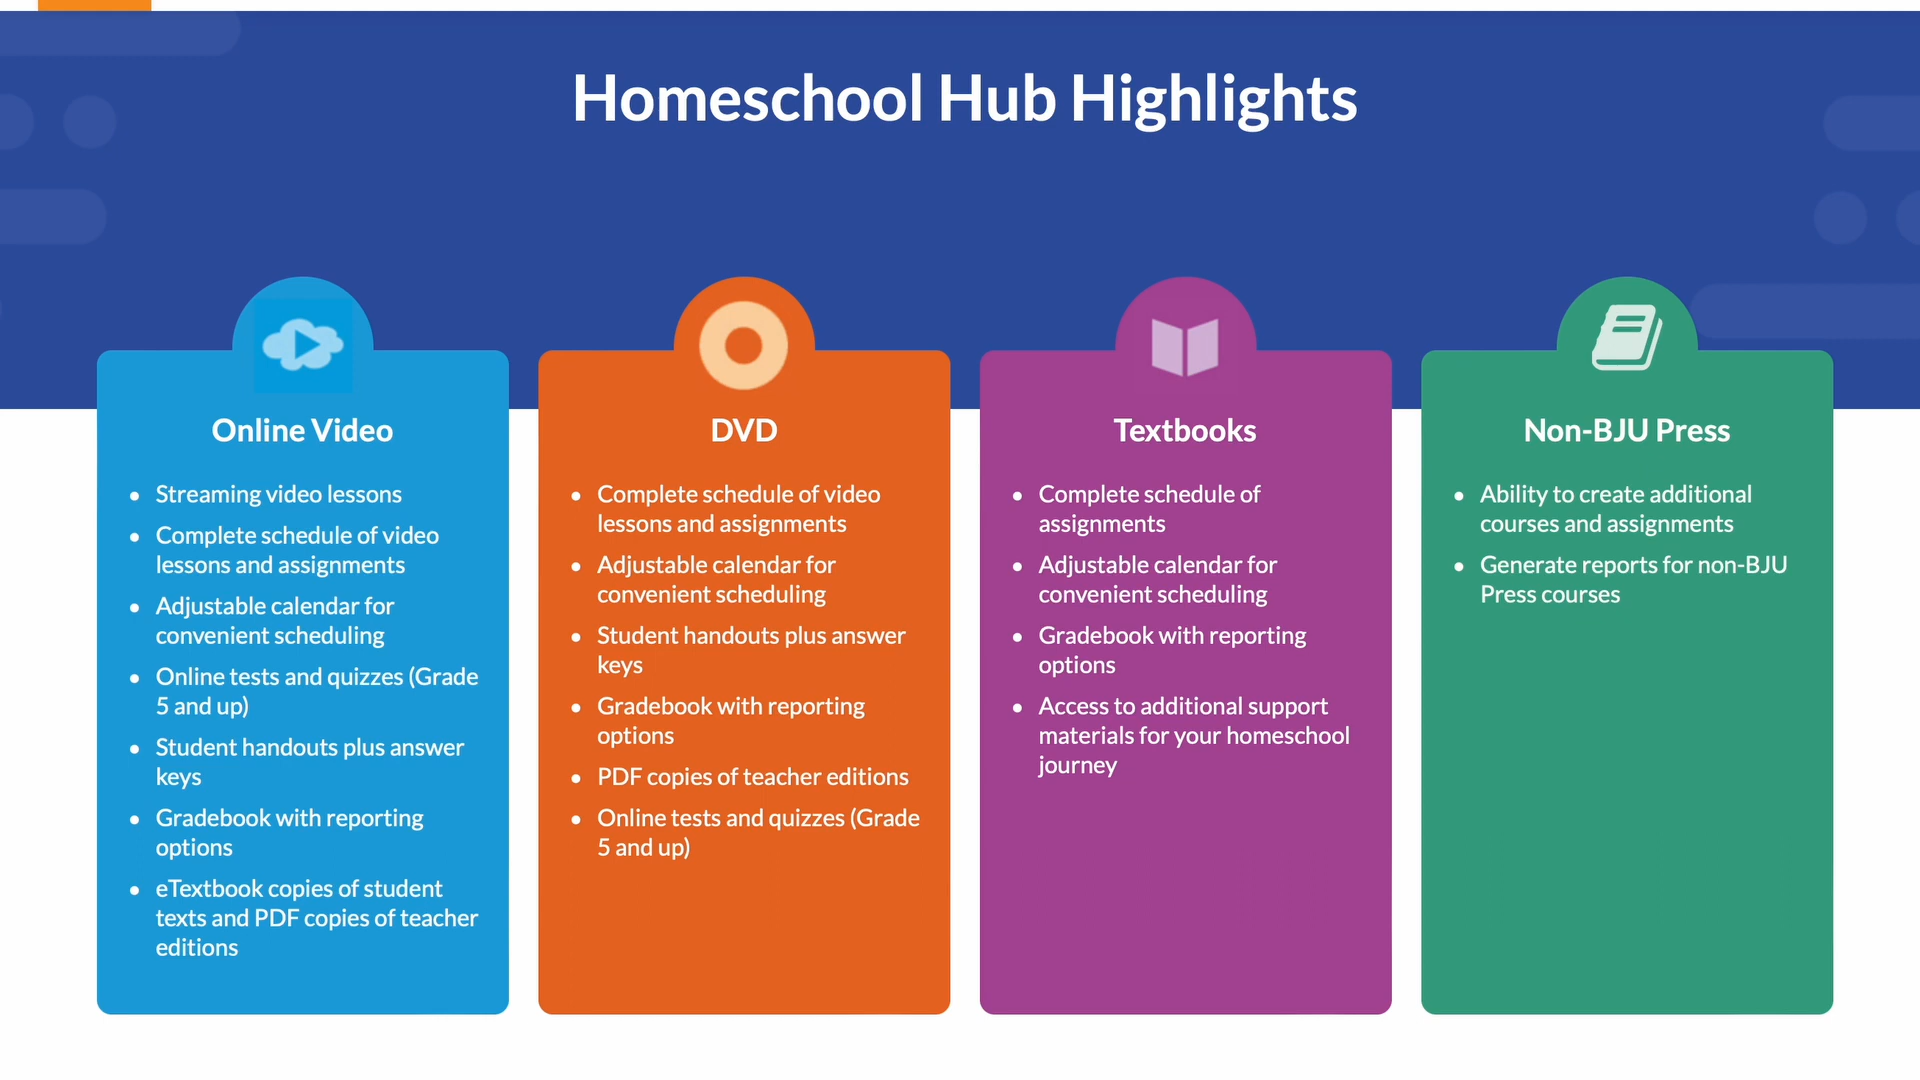 Homeschool Hub Highlights
Online Video
• Streaming video lessons
• Complete schedule of video
lessons and assignments
• Adjustable calendar for
convenient scheduling
• Online tests and quizzes (Grade
5 and up)
• Student handouts plus answer
keys
• Gradebook with reporting
options
• eTextbook copies of student
texts and PDF copies of teacher
editions
DVD
• Complete schedule of video
lessons and assignments
• Adjustable calendar for
convenient scheduling
• Student handouts plus answer
keys
• Gradebook with reporting
options
• PDF copies of teacher editions
• Online tests and quizzes (Grade
5 and up)
Textbooks
• Complete schedule of
assignments
• Adjustable calendar for
convenient scheduling
• Gradebook with reporting
options
• Access to additional support
materials for your homeschool
journey
Non-BJU Press
• Ability to create additional
courses and assignments
• Generate reports for non-BJU
Press courses